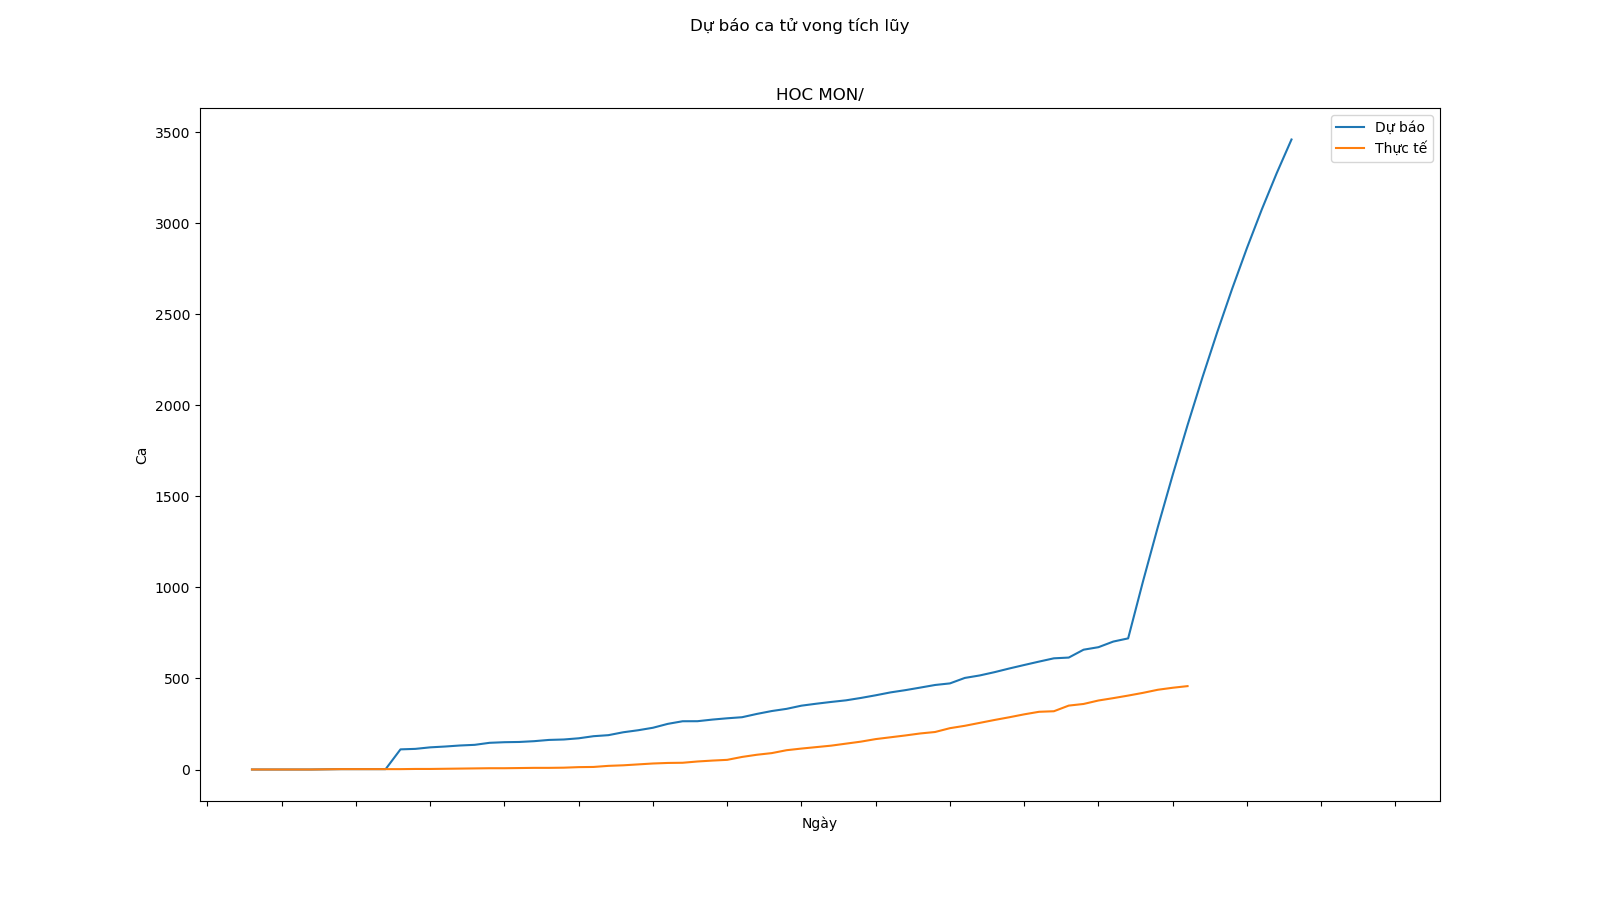 Dự báo ca tử vong tích lũy
HOC MON/
3500
3000
2500
2000
1500
1000
500
0
Ca
Ngày
Dự báo
Thực tế